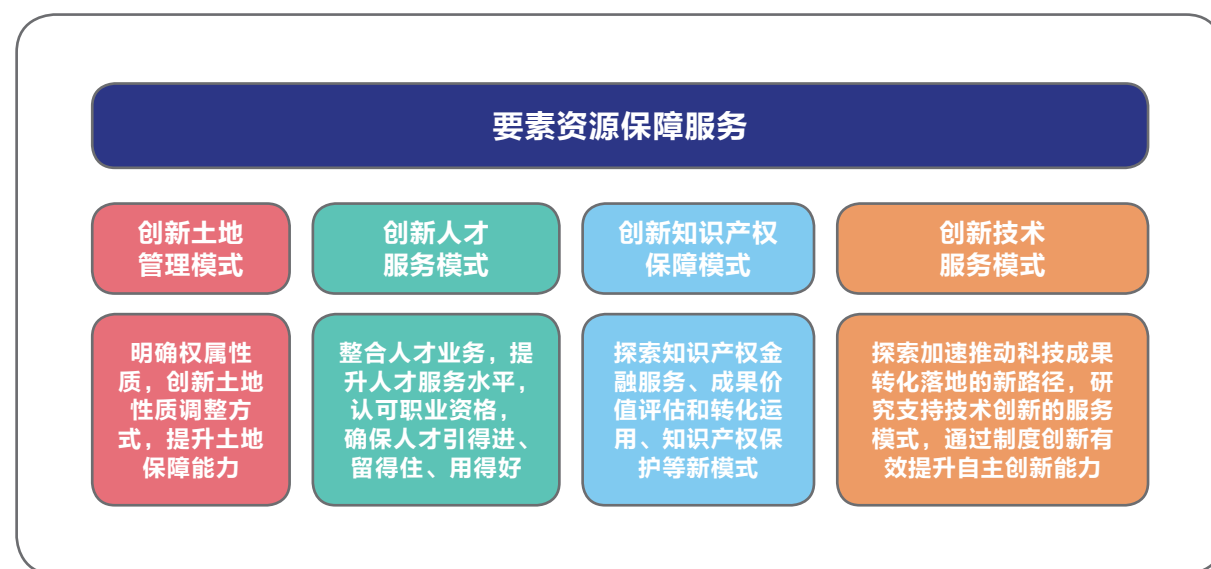 要素资源保障服务
创新土地
管理模式
创新人才
服务模式
创新知识产权
保障模式
创新技术
服务模式
明确权属性
质，创新土地
性质调整方
式，提升土地
保障能力
整合人才业务，提
升人才服务水平，
认可职业资格，
确保人才引得进、
留得住、用得好
探索知识产权金
融服务、成果价
值评估和转化运
用、知识产权保
护等新模式
探索加速推动科技成果
转化落地的新路径，研
究支持技术创新的服务
模式，通过制度创新有
效提升自主创新能力